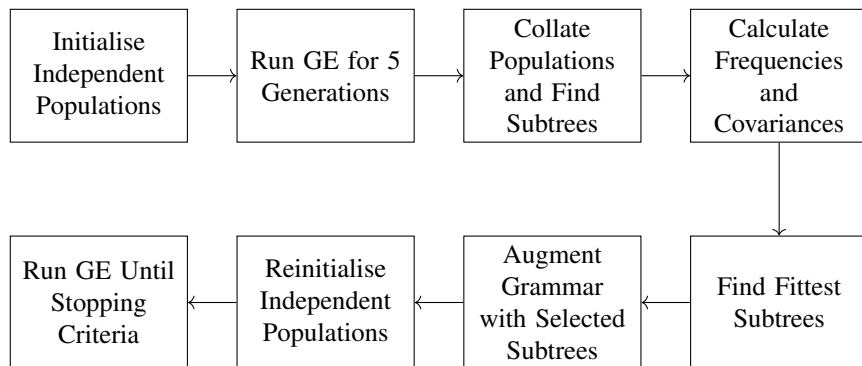 Initialise
Independent
Populations
Run GE for 5
Generations
Collate
Populations
and Find
Subtrees
Calculate
Frequencies
and
Covariances
Find Fittest
Subtrees
Augment
Grammar
with Selected
Subtrees
Reinitialise
Independent
Populations
Run GE Until
Stopping
Criteria